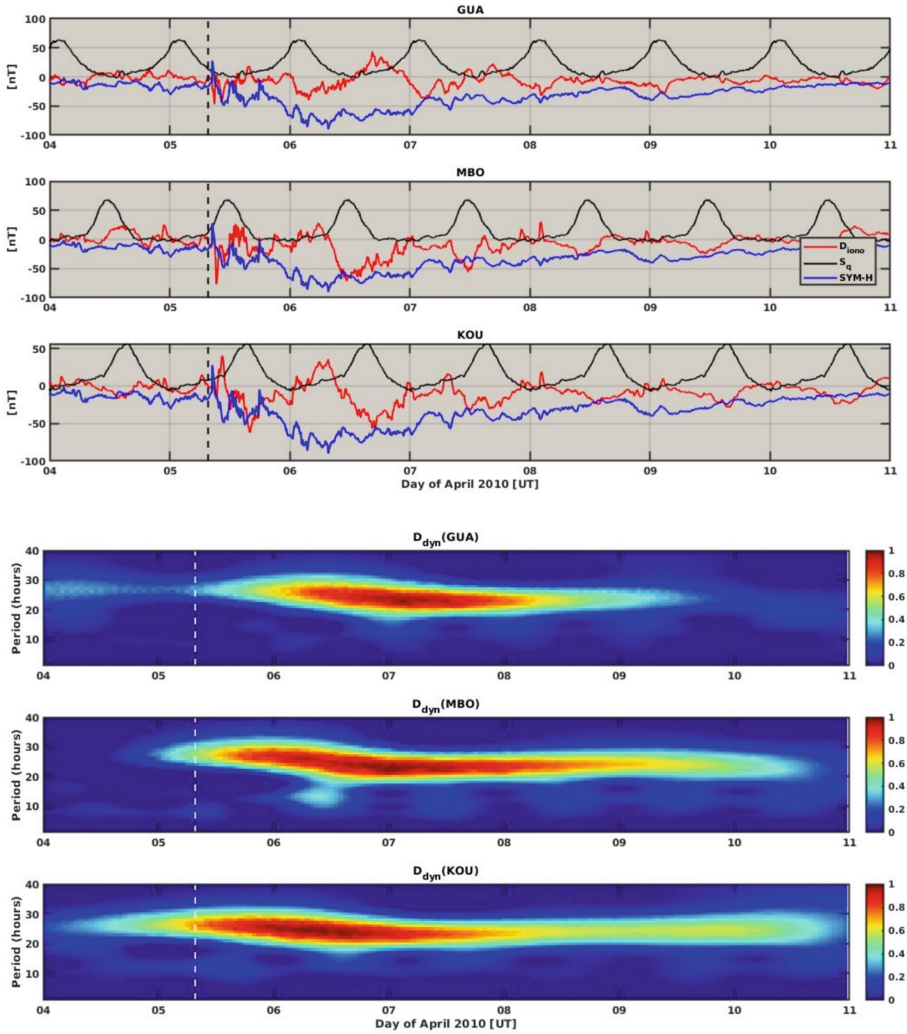 GUA
100
50
0
-50
-100
[nT]
04 05 06 07 08 09 10 11
MBO
100
50
0
-50
-100
[nT]
D_iono
S_q
SYM-H
04 05 06 07 08 09 10 11
KOU
50
0
-50
-100
[nT]
04 05 06 07 08 09 10 11
Day of April 2010 [UT]
D_dyn(GUA)
40
30
20
10
Period (hours)
1
0.8
0.6
0.4
0.2
0
04 05 06 07 08 09 10 11
D_dyn(MBO)
40
30
20
10
Period (hours)
1
0.8
0.6
0.4
0.2
0
04 05 06 07 08 09 10 11
D_dyn(KOU)
40
30
20
10
Period (hours)
1
0.8
0.6
0.4
0.2
0
04 05 06 07 08 09 10 11
Day of April 2010 [UT]